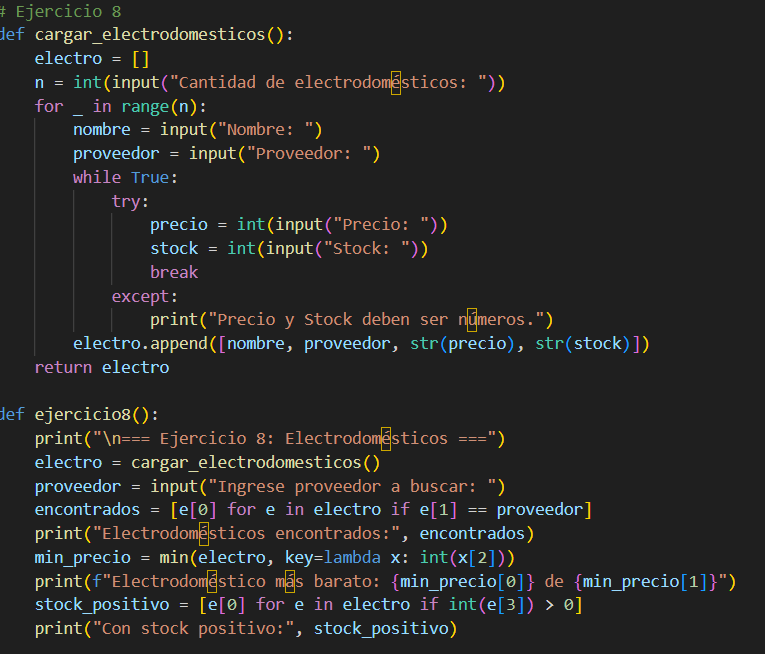 # Ejercicio 8
def cargar_electrodomesticos():
    electro = []
    n = int(input("Cantidad de electrodomésticos: "))
    for _ in range(n):
        nombre = input("Nombre: ")
        proveedor = input("Proveedor: ")
        while True:
            try:
                precio = int(input("Precio: "))
                stock = int(input("Stock: "))
                break
            except:
                print("Precio y Stock deben ser números.")
        electro.append([nombre, proveedor, str(precio), str(stock)])
    return electro

def ejercicio8():
    print("\n=== Ejercicio 8: Electrodomésticos ===")
    electro = cargar_electrodomesticos()
    proveedor = input("Ingrese proveedor a buscar: ")
    encontrados = [e[0] for e in electro if e[1] == proveedor]
    print("Electrodomésticos encontrados:", encontrados)
    min_precio = min(electro, key=lambda x: int(x[2]))
    print(f"Electrodoméstico más barato: {min_precio[0]} de {min_precio[1]}")
    stock_positivo = [e[0] for e in electro if int(e[3]) > 0]
    print("Con stock positivo:", stock_positivo)